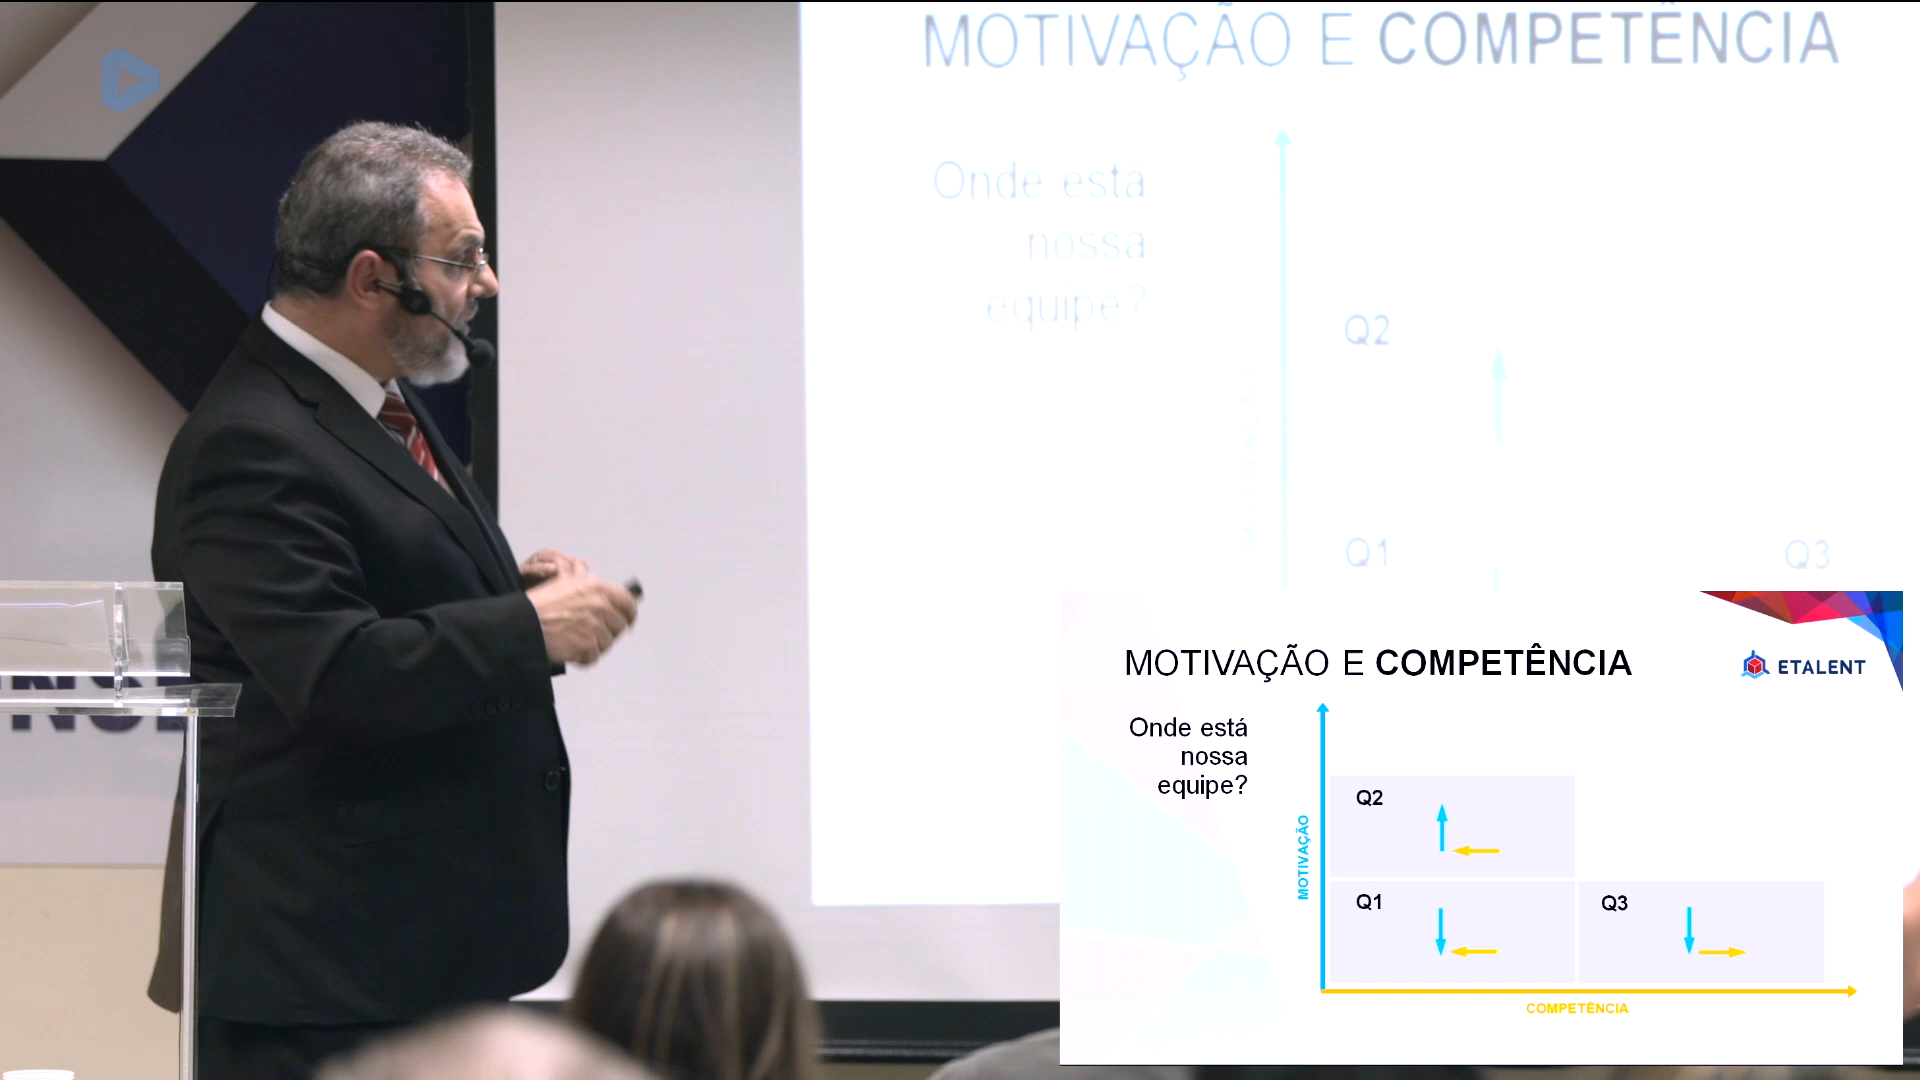 MOTIVAÇÃO E COMPETÊNCIA
Onde esta
nossa
equipe?
Q2
Q1
Q3
MOTIVAÇÃO E COMPETÊNCIA
ETALENT
Onde está
nossa
equipe?
MOTIVAÇÃO
Q2
Q1
Q3
COMPETÊNCIA